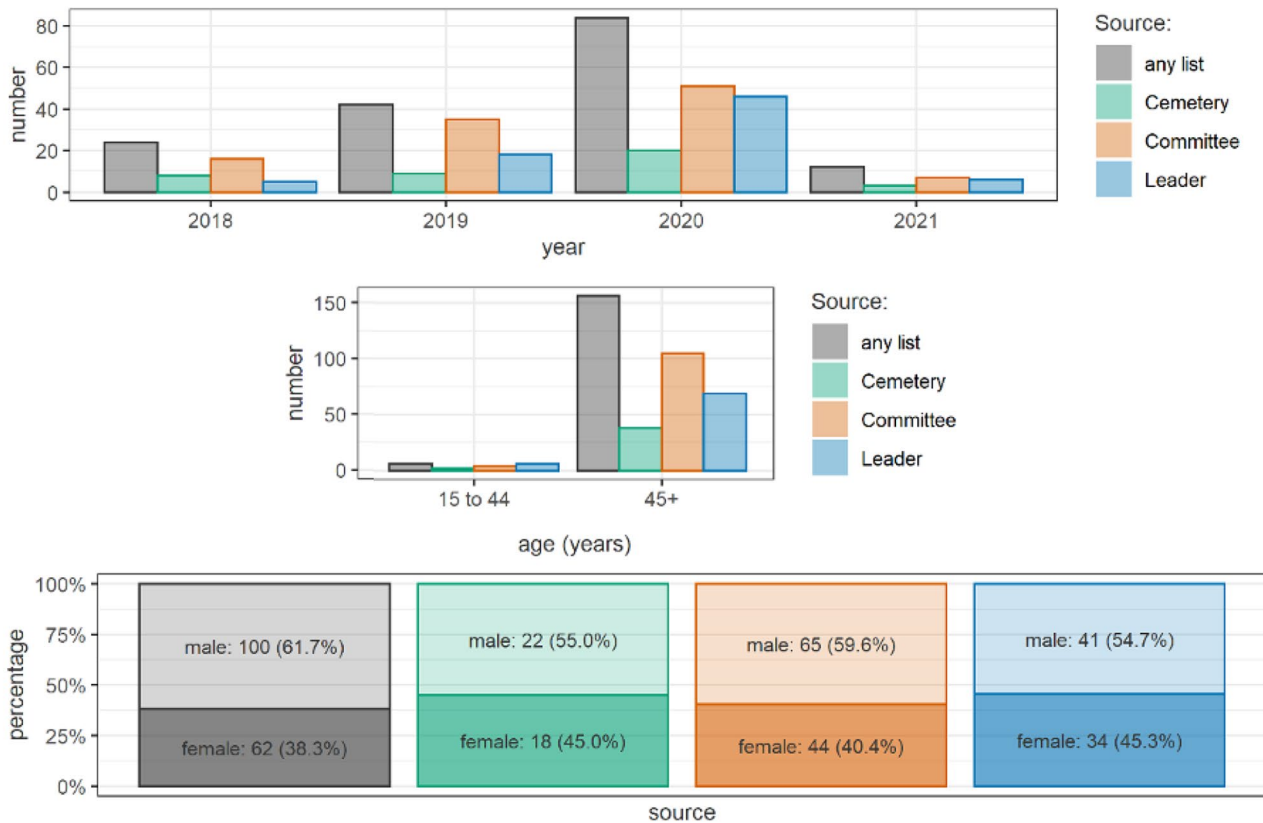 80
60
40
20
0
number
2018 2019 2020 2021
year
Source:
any list
Cemetery
Committee
Leader
150
100
50
0
number
15 to 44 45+
age (years)
Source:
any list
Cemetery
Committee
Leader
100%
75%
50%
25%
0%
percentage
male: 100 (61.7%) 22 (55.0%) male: 65 (59.6%) male: 41 (54.7%)
female: 62 (38.3%) female: 18 (45.0%) female: 44 (40.4%) female: 34 (45.3%)
source